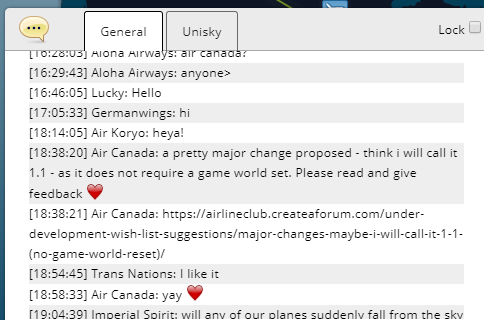 General
Unisky
Lock
[16:28:03] Aloha Airways: air canada?
[16:29:43] Aloha Airways: anyone>
[16:46:05] Lucky: Hello
[17:05:33] Germanwings: hi
[18:14:05] Air Koryo: heya!
[18:38:20] Air Canada: a pretty major change proposed - think i will call it
1.1 - as it does not require a game world set. Please read and give
feedback ❤
[18:38:21] Air Canada: https://airlineclub.createaforum.com/under-
development-wish-list-suggestions/major-changes-maybe-i-will-call-it-1-1-
(no-game-world-reset)/
[18:54:45] Trans Nations: I like it
[18:58:33] Air Canada: yay ❤
[19:04:39] Imperial Spirit: will any of our planes suddenly fall from the sky